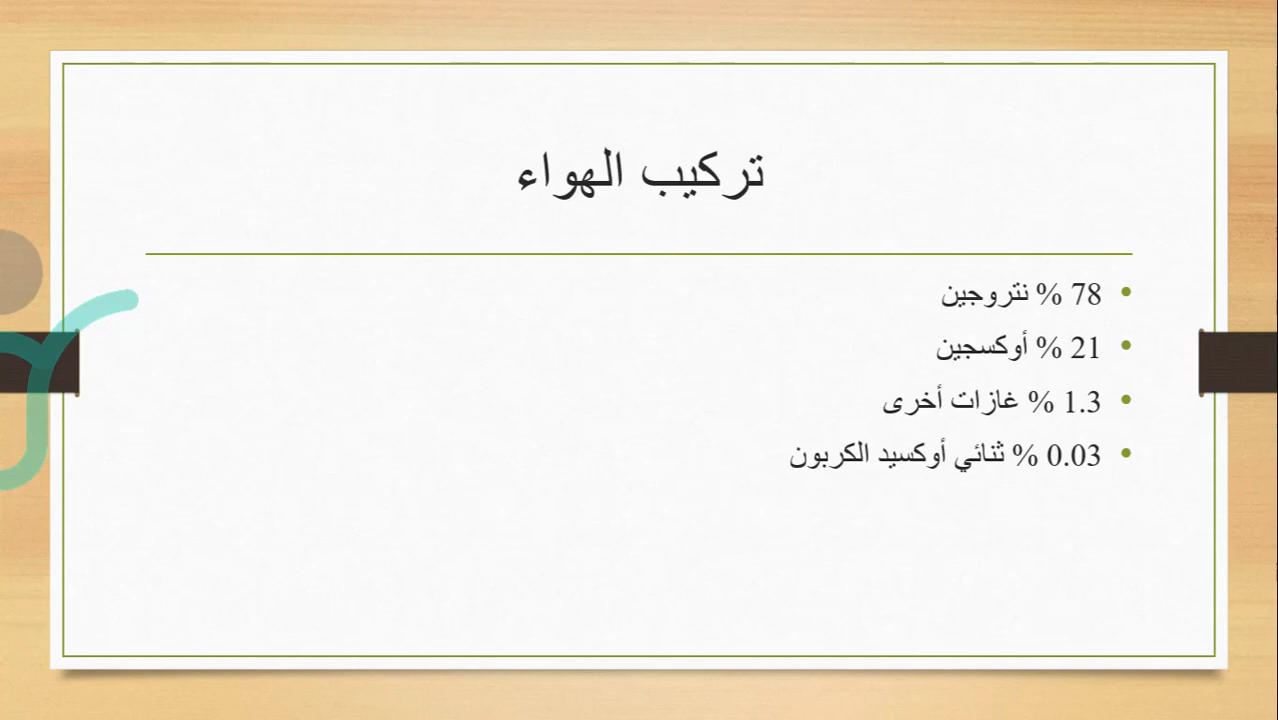 تركيب الهواء
• 78 % نتروجين
• 21 % أوكسجين
• 1.3 % غازات أخرى
• 0.03 % ثنائي أوكسيد الكربون